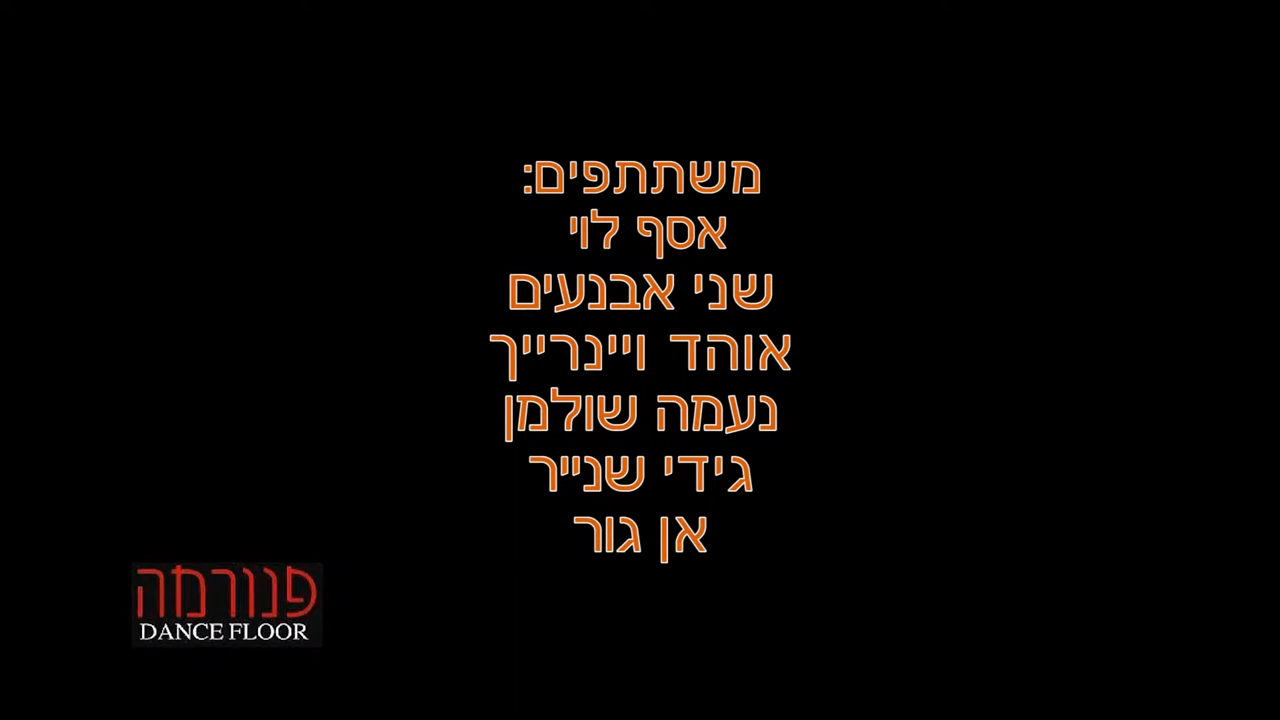 משתתפים:
אסף לוי
שני אבנעים
אוהד ויינרייך
נעמה שולמן
גידי שנייר
אן גור
פנורמה
DANCE FLOOR